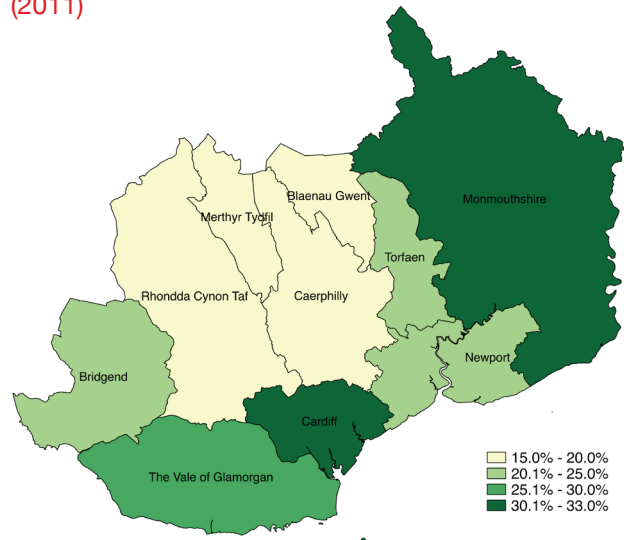 (2011)
Blaenau Gwent
Monmouthshire
Merthyr Tydfil
Torfaen
Rhondda Cynon Taf
Caerphilly
Newport
Bridgend
Cardiff
The Vale of Glamorgan
15.0% - 20.0%
20.1% - 25.0%
25.1% - 30.0%
30.1% - 33.0%